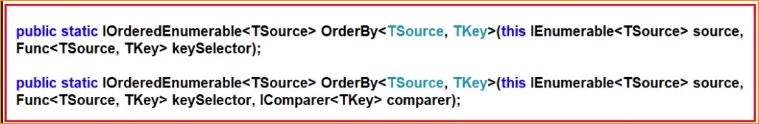 public static IOrderedEnumerable<TSource> OrderBy<TSource, TKey>(this IEnumerable<TSource> source,
Func<TSource, TKey> keySelector);
public static IOrderedEnumerable<TSource> OrderBy<TSource, TKey>(this IEnumerable<TSource> source,
Func<TSource, TKey> keySelector, IComparer<TKey> comparer);